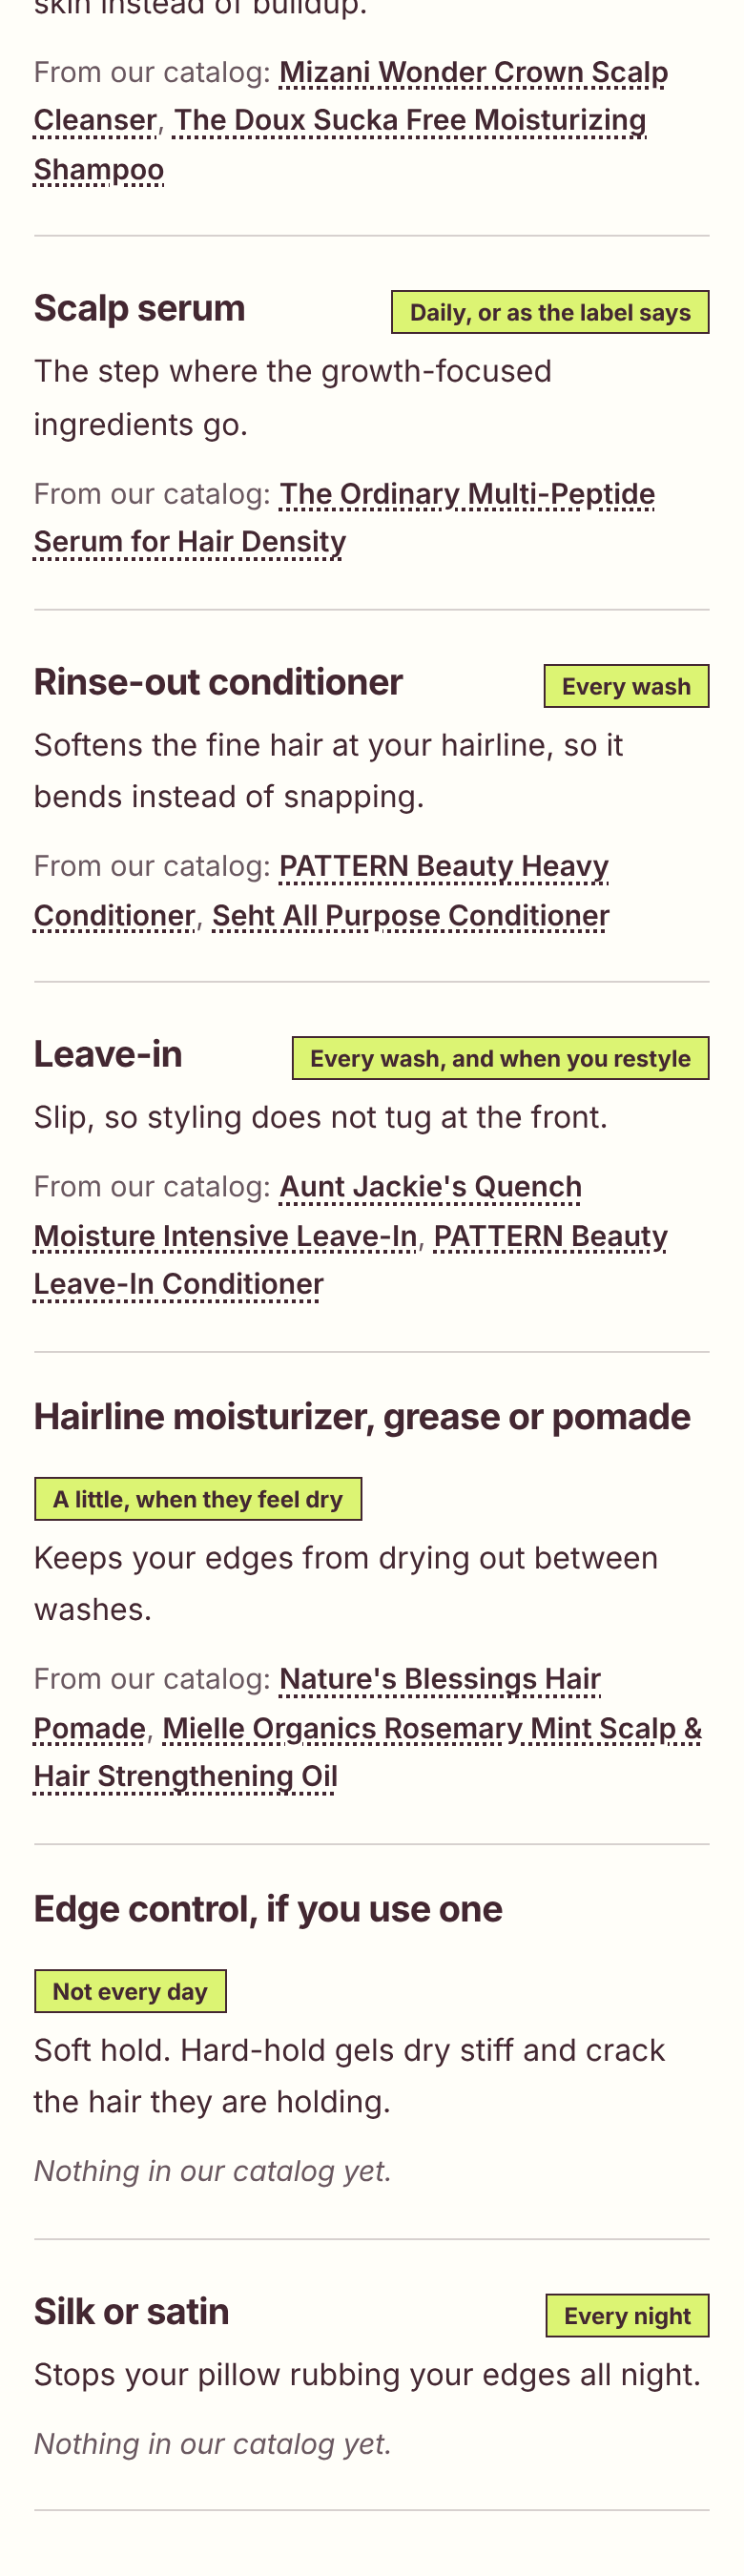 skin instead of buildup.
From our catalog: Mizani Wonder Crown Scalp
Cleanser, The Doux Sucka Free Moisturizing
Shampoo
Scalp serum
Daily, or as the label says
The step where the growth-focused
ingredients go.
From our catalog: The Ordinary Multi-Peptide
Serum for Hair Density
Rinse-out conditioner
Every wash
Softens the fine hair at your hairline, so it
bends instead of snapping.
From our catalog: PATTERN Beauty Heavy
Conditioner, Seht All Purpose Conditioner
Leave-in
Every wash, and when you restyle
Slip, so styling does not tug at the front.
From our catalog: Aunt Jackie's Quench
Moisture Intensive Leave-In, PATTERN Beauty
Leave-In Conditioner
Hairline moisturizer, grease or pomade
A little, when they feel dry
Keeps your edges from drying out between
washes.
From our catalog: Nature's Blessings Hair
Pomade, Mielle Organics Rosemary Mint Scalp &
Hair Strengthening Oil
Edge control, if you use one
Not every day
Soft hold. Hard-hold gels dry stiff and crack
the hair they are holding.
Nothing in our catalog yet.
Silk or satin
Every night
Stops your pillow rubbing your edges all night.
Nothing in our catalog yet.